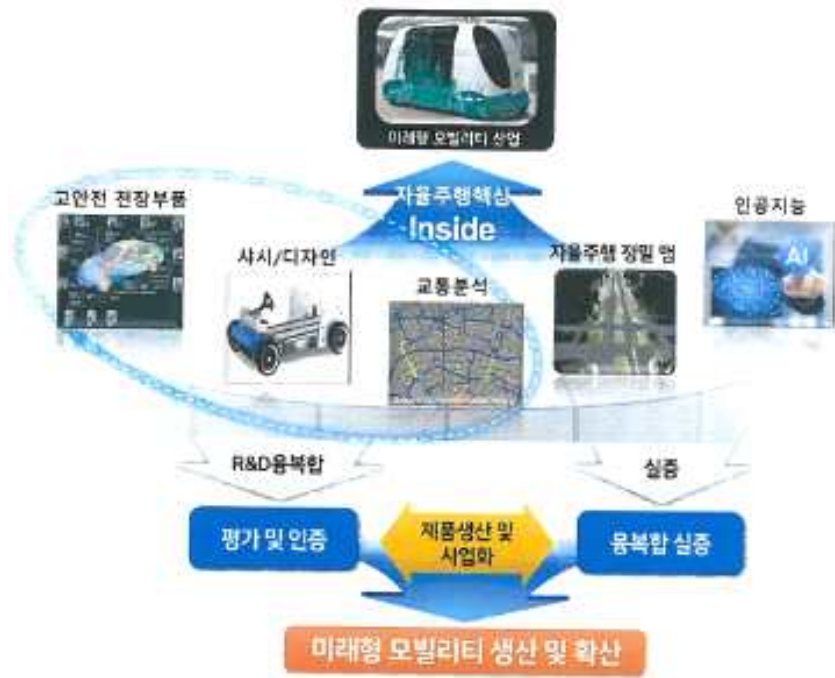 미래형 모빌리티 산업
자율주행핵심
Inside
고안전 전장부품
샤시/디자인
교통분석
자율주행 정밀 맵
인공지능
AI
R&D융복합
실증
평가 및 인증
제품생산 및
사업화
융복합 실증
미래형 모빌리티 생산 및 확산